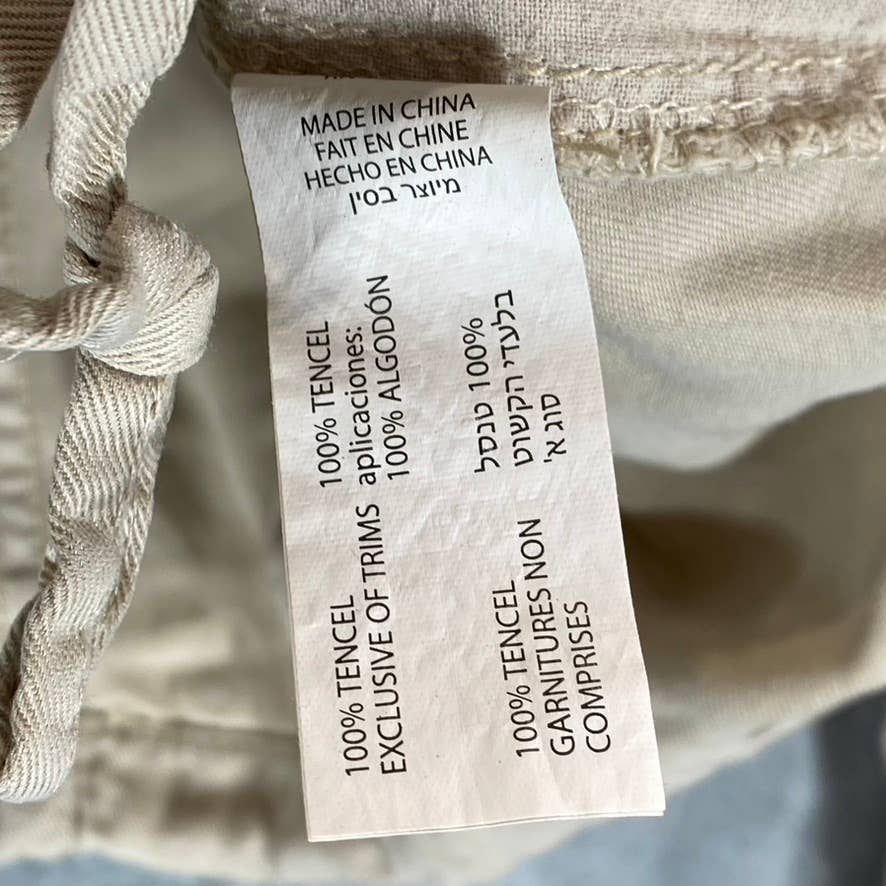 MADE IN CHINA
FAIT EN CHINE
HECHO EN CHINA
מיוצר בסין
100% TENCEL
EXCLUSIVE OF TRIMS
100% TENCEL
aplicaciones:
100% ALGODÓN
100% TENCEL
GARNITURES NON
COMPRISES
100% טנסל
בלעדי הקשוט
סוג א'